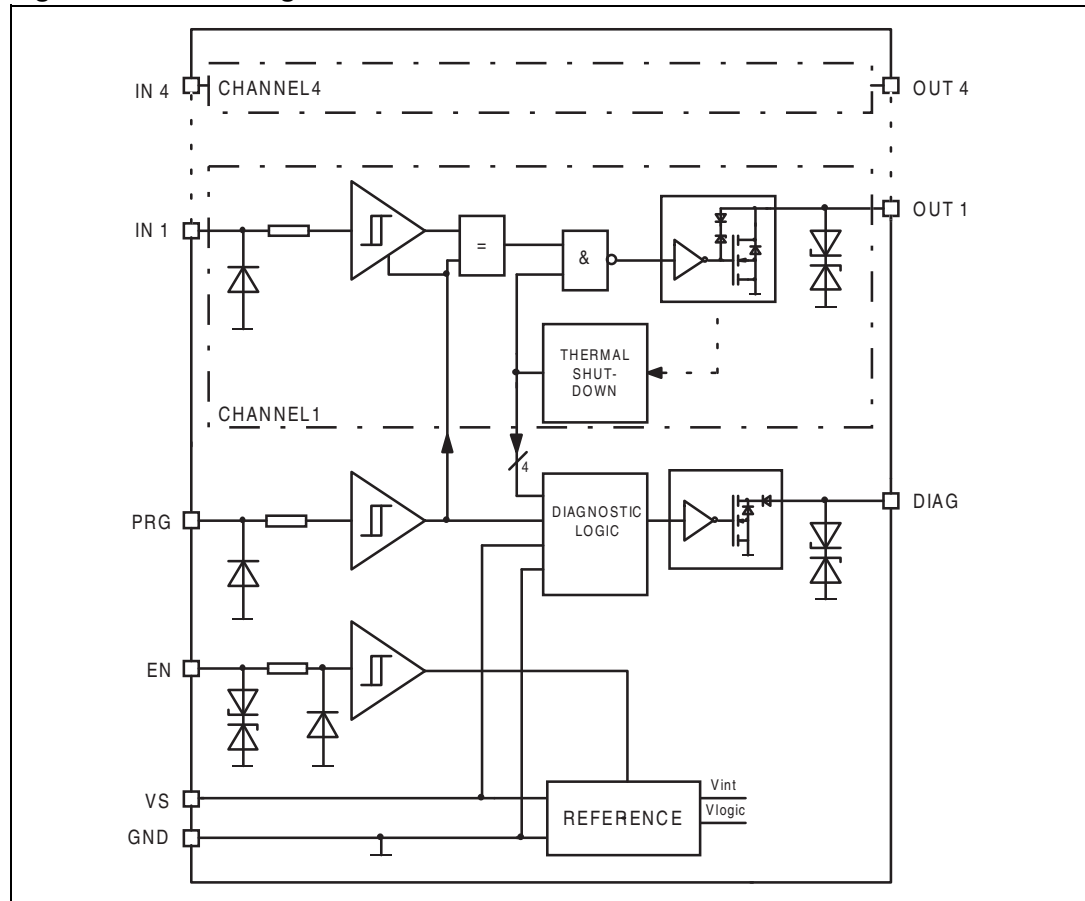 IN 4
CHANNEL4
OUT 4
IN 1
=
&
OUT 1
THERMAL
SHUT-
DOWN
CHANNEL1
4
PRG
DIAGNOSTIC
LOGIC
DIAG
EN
VS
GND
REFERENCE
Vint
Vlogic